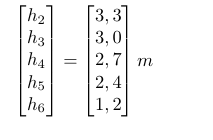 h₂ 3,3
h₃ 3,0
h₄ = 2,7 m
h₅ 2,4
h₆ 1,2